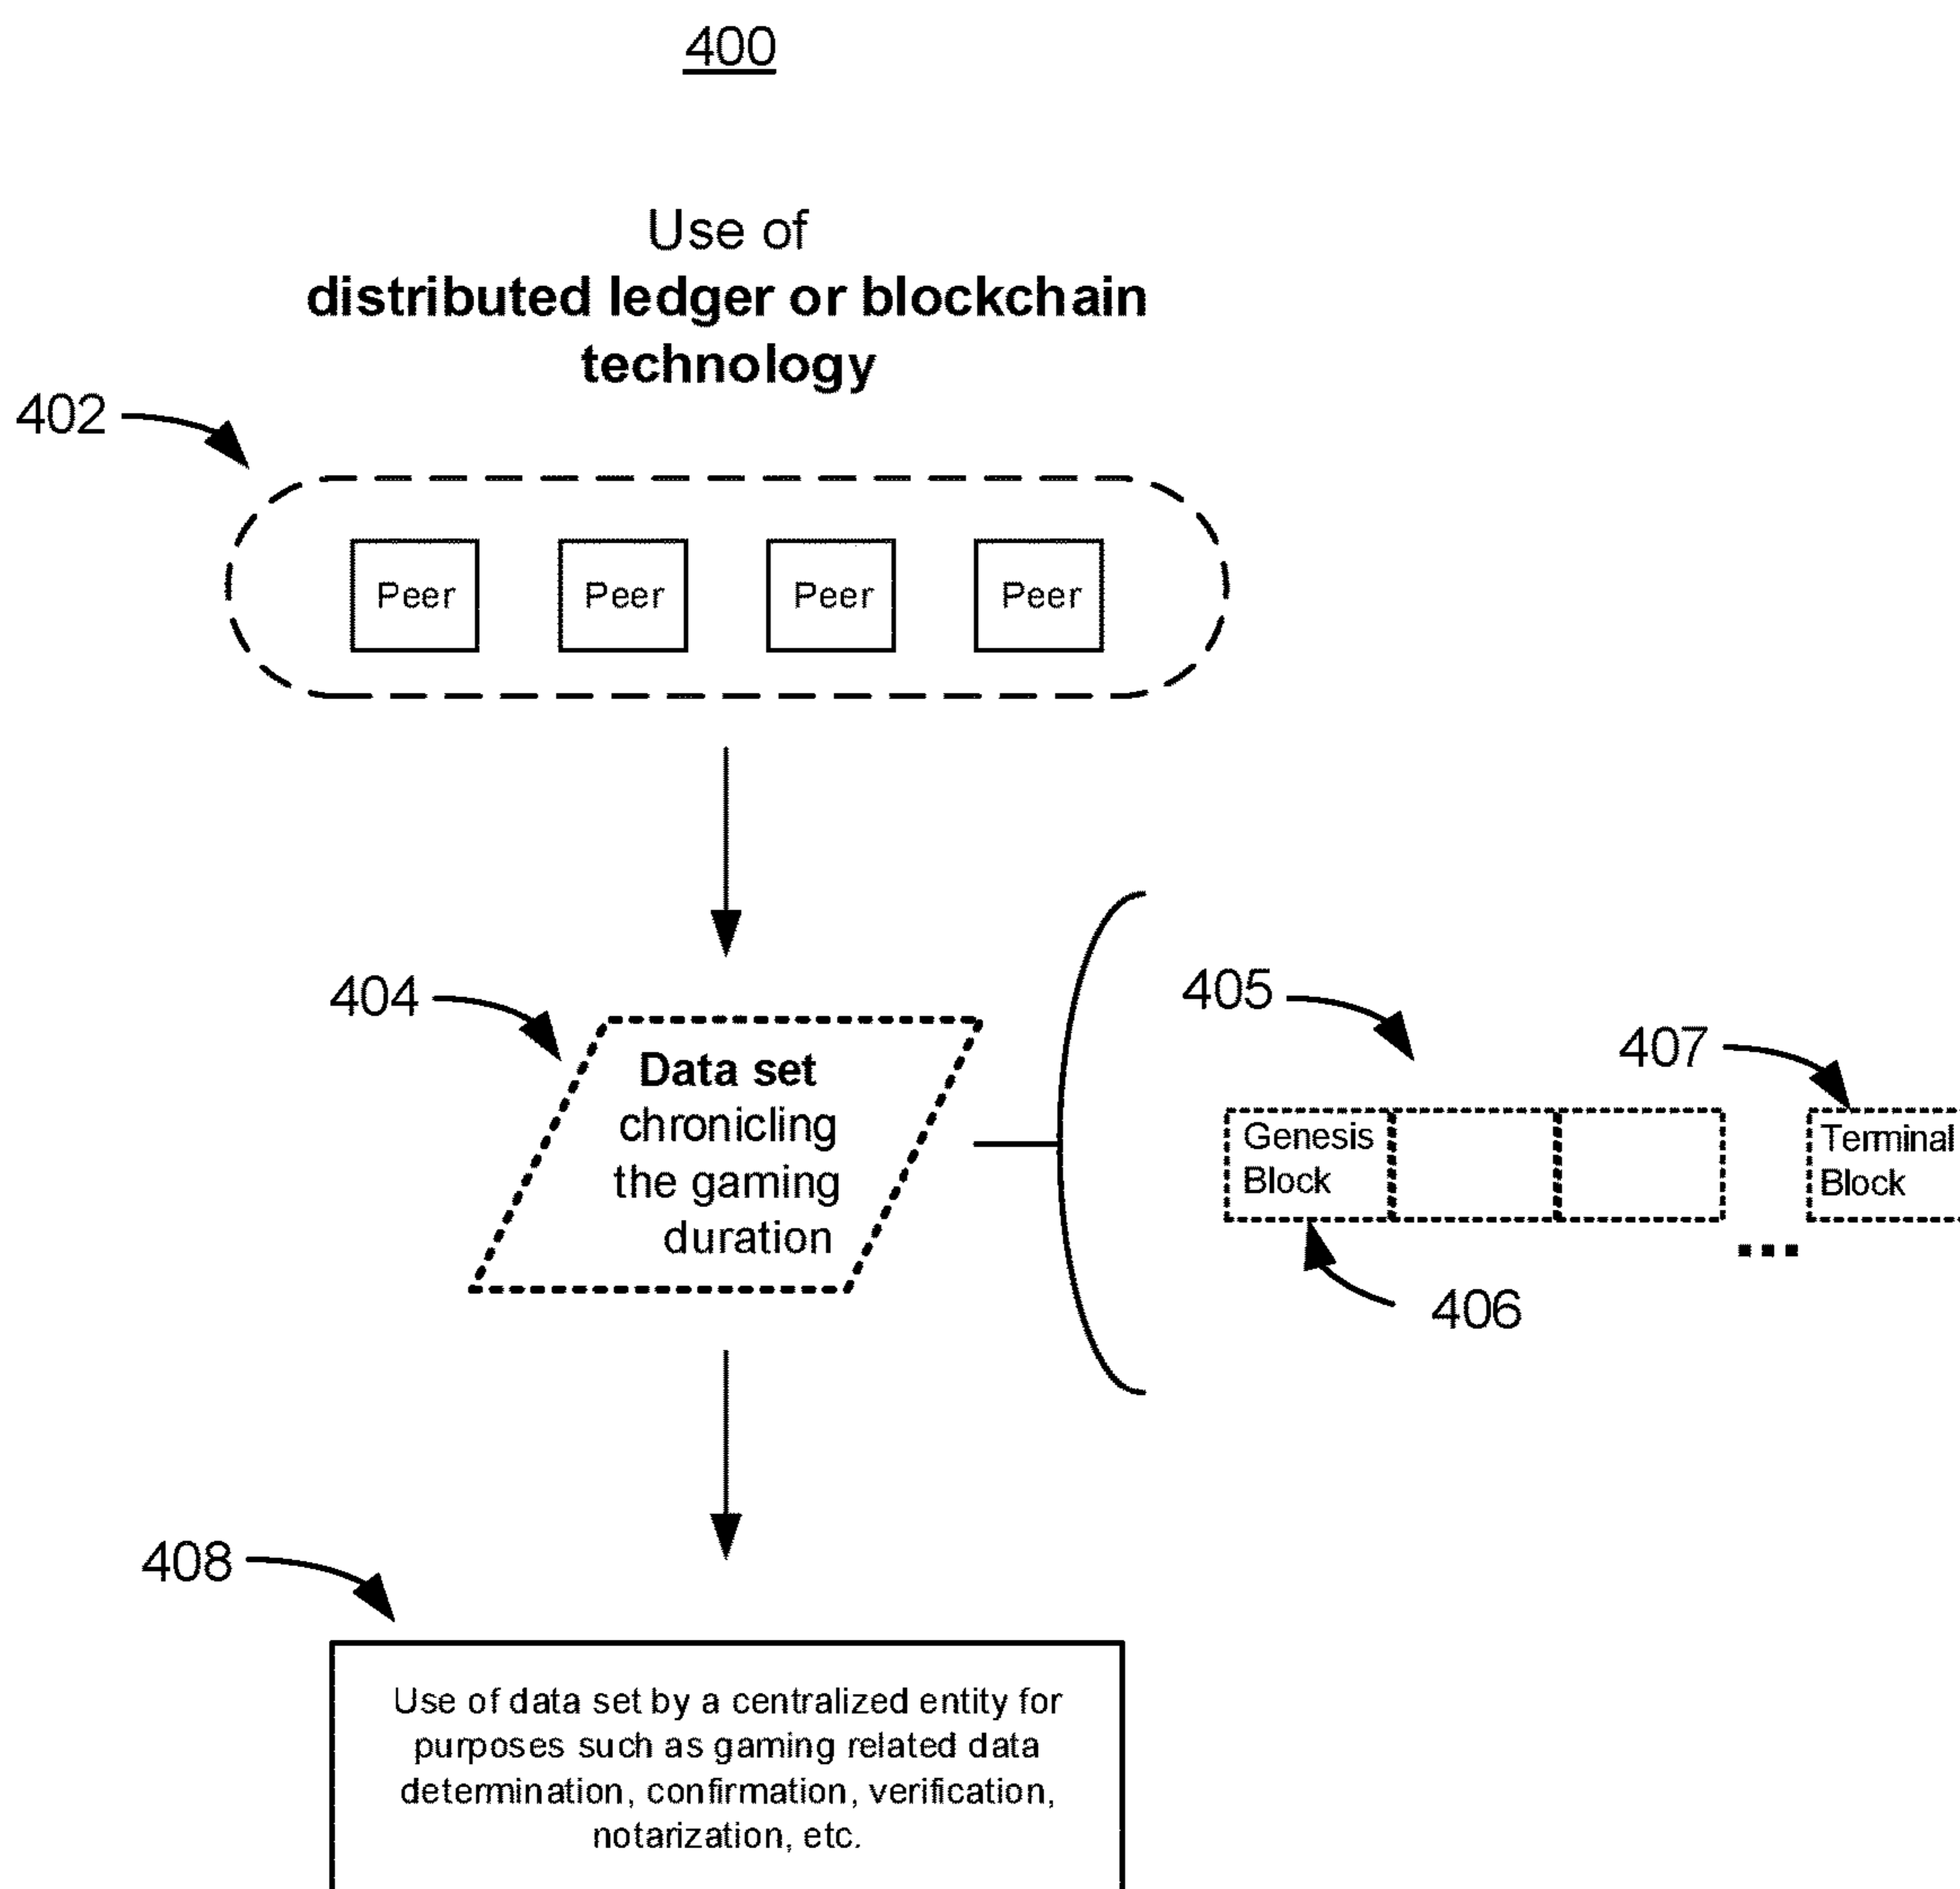 400
Use of
distributed ledger or blockchain
technology
402
Peer Peer Peer Peer
404
Data set
chronicling
the gaming
duration
405
407
Genesis
Block
Terminal
Block
...
406
408
Use of data set by a centralized entity for
purposes such as gaming related data
determination, confirmation, verification,
notarization, etc.